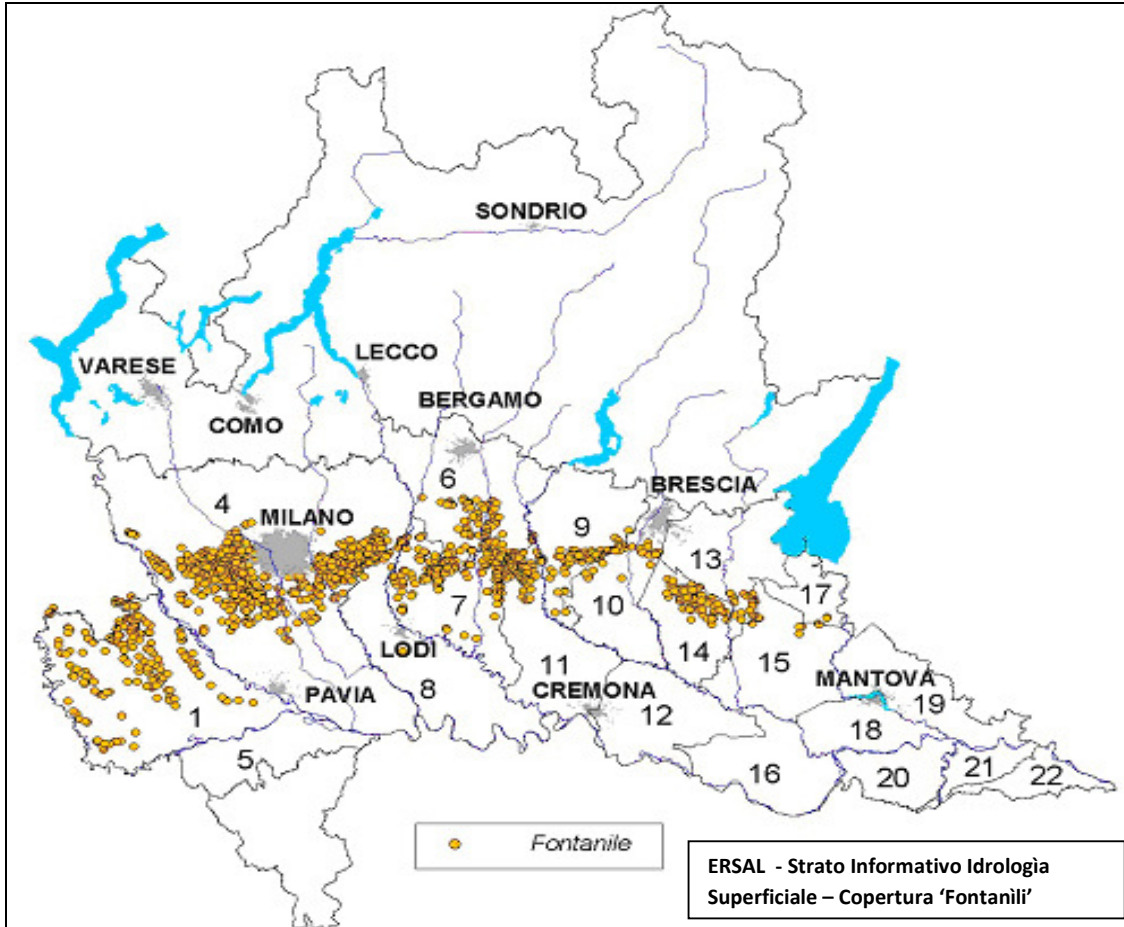 SONDRIO
LECCO
VARESE
BERGAMO
COMO
6
BRESCIA
4
9
MILANO
13
17
7
10
14
LODI
15
11
MANTOVA
PAVIA
8
CREMONA
19
1
12
18
5
16
20
21
22
Fontanile
ERSAL - Strato Informativo Idrologìa
Superficiale – Copertura ‘Fontanìli’